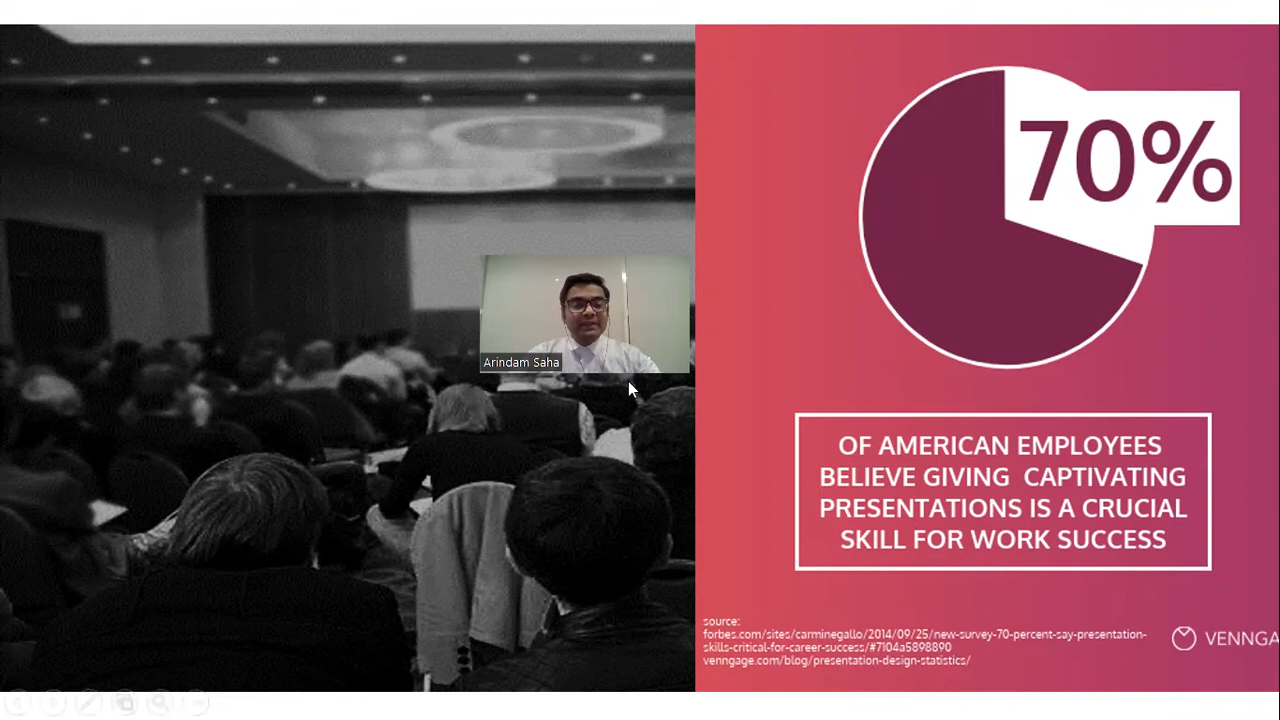 70%
Arindam Saha
OF AMERICAN EMPLOYEES
BELIEVE GIVING CAPTIVATING
PRESENTATIONS IS A CRUCIAL
SKILL FOR WORK SUCCESS
source:
forbes.com/sites/carminegallo/2014/09/25/new-survey-70-percent-say-presentation-
skills-critical-for-career-success/#7104a5898890
venngage.com/blog/presentation-design-statistics/
VENNGA